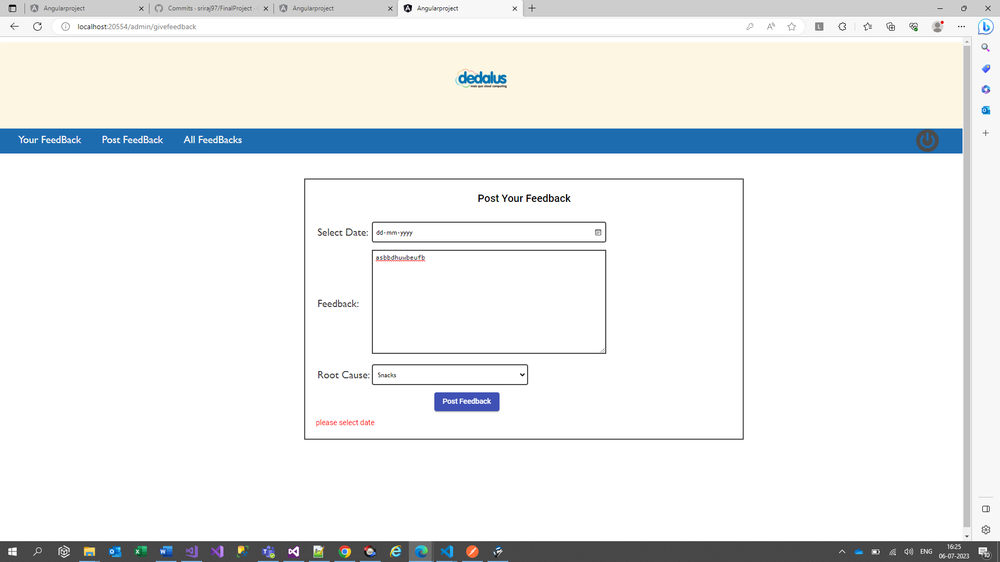 Angularproject
Commits · sriraj97/FinalProject ·
Angularproject
Angularproject
localhost:20554/admin/givefeedback
L
dedalus
mais que cloud computing
Your FeedBack
Post FeedBack
All FeedBacks
Post Your Feedback
Select Date:
dd-mm-yyyy
asbbdhuwbeufb
Feedback:
Root Cause:
Snacks
Post Feedback
please select date
ENG
16:25
06-07-2023
10